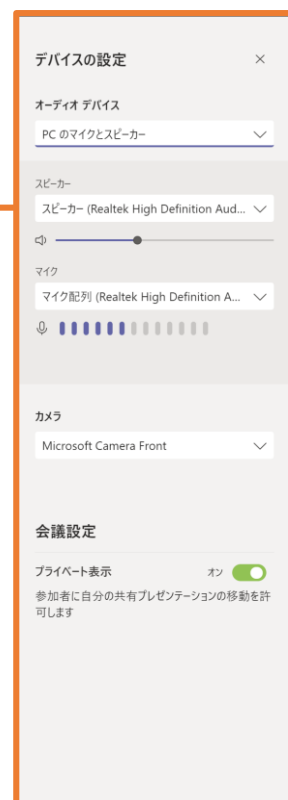 デバイスの設定
オーディオ デバイス
PC のマイクとスピーカー
スピーカー
スピーカー (Realtek High Definition Aud...
マイク
マイク配列 (Realtek High Definition A...
カメラ
Microsoft Camera Front
会議設定
プライベート表示 オン
参加者に自分の共有プレゼンテーションの移動を許
可します